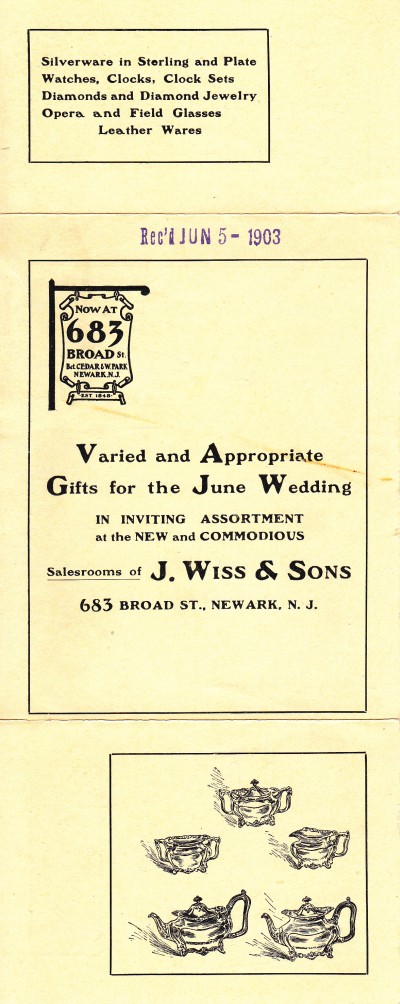 Silverware in Sterling and Plate
Watches, Clocks, Clock Sets
Diamonds and Diamond Jewelry
Opera and Field Glasses
Leather Wares
Rec'd JUN 5- 1903
NOW AT
683
BROAD St.
Bet. CEDAR & W. PARK
NEWARK, N.J.
EST 1848
Varied and Appropriate
Gifts for the June Wedding
IN INVITING ASSORTMENT
at the NEW and COMMODIOUS
Salesrooms of J. WISS & SONS
683 BROAD ST., NEWARK, N. J.